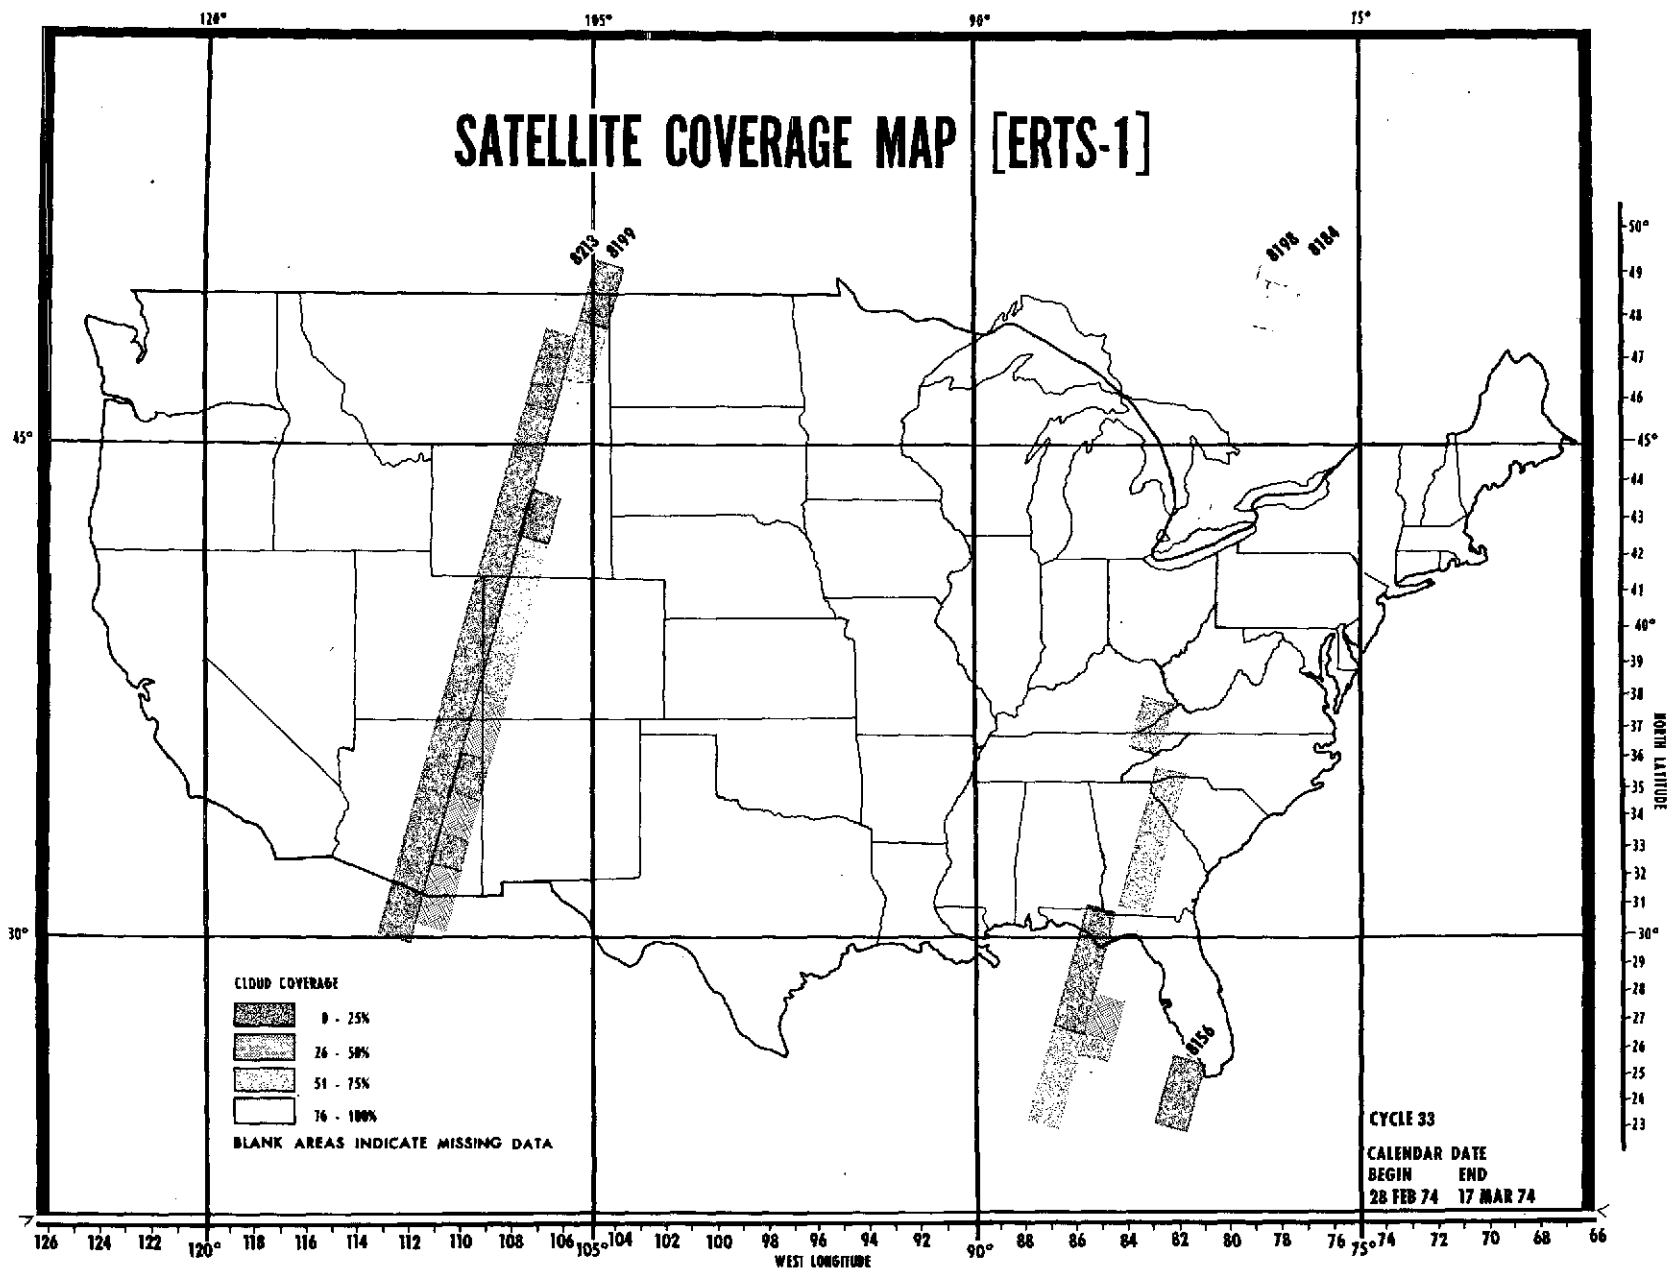 120° 105° 90° 75°
SATELLITE COVERAGE MAP [ERTS-1]
8213 8199 8198 8184
50°
49
48
47
46
45° 45°
44
43
42
41
40°
39
38
37
36
35
34
33
32
31
30° 30°
29
28
27
26
25
24
23
NORTH LATITUDE
8156
CLOUD COVERAGE
0 - 25%
26 - 50%
51 - 75%
76 - 100%
BLANK AREAS INDICATE MISSING DATA
CYCLE 33
CALENDAR DATE
BEGIN END
28 FEB 74 17 MAR 74
126 124 122 120° 118 116 114 112 110 108 106 105° 104 102 100 98 96 94 92 90° 88 86 84 82 80 78 76 75° 74 72 70 68 66
WEST LONGITUDE